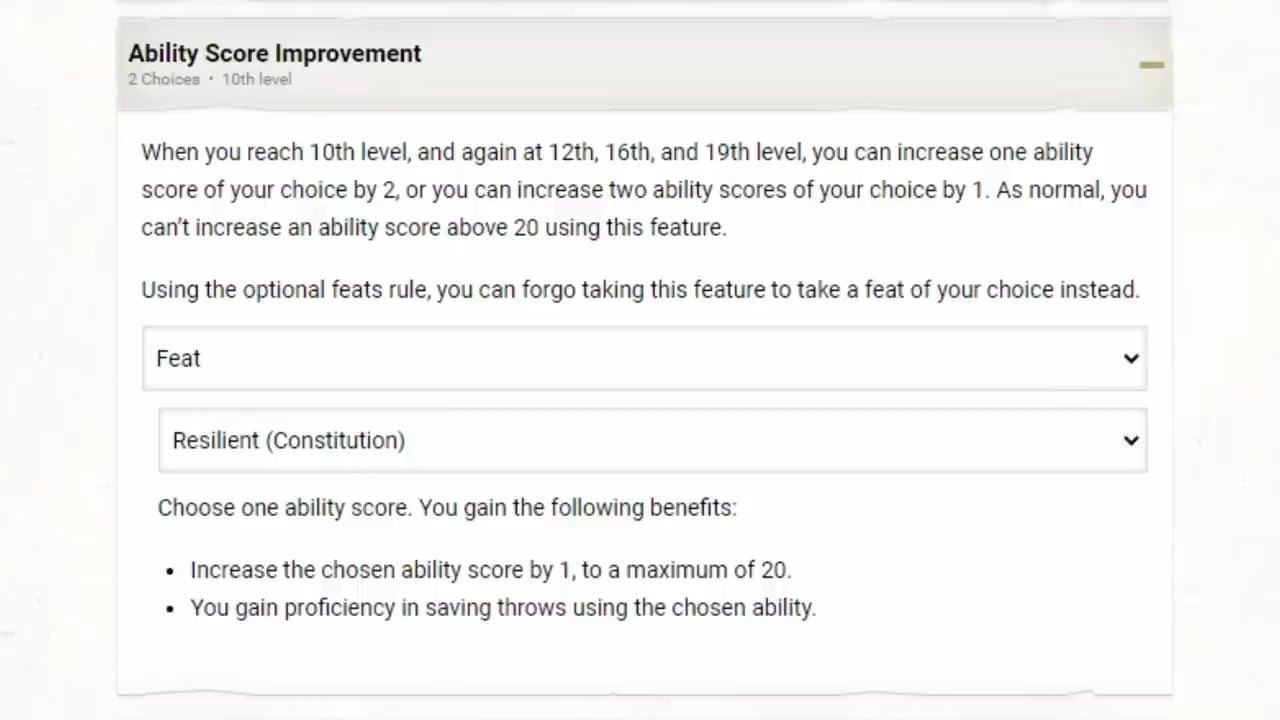 Ability Score Improvement
2 Choices • 10th level
When you reach 10th level, and again at 12th, 16th, and 19th level, you can increase one ability
score of your choice by 2, or you can increase two ability scores of your choice by 1. As normal, you
can't increase an ability score above 20 using this feature.
Using the optional feats rule, you can forgo taking this feature to take a feat of your choice instead.
Feat
Resilient (Constitution)
Choose one ability score. You gain the following benefits:
• Increase the chosen ability score by 1, to a maximum of 20.
• You gain proficiency in saving throws using the chosen ability.